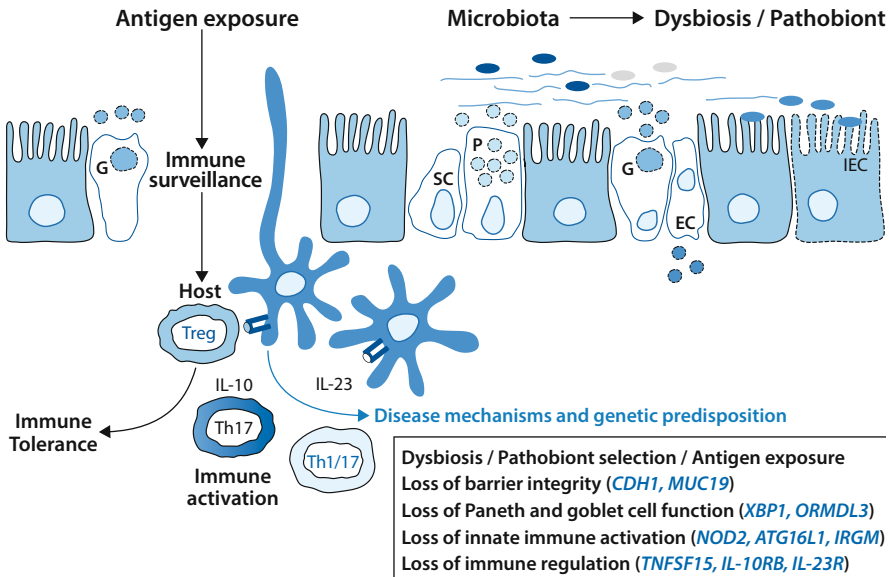 Antigen exposure
Microbiota
Dysbiosis / Pathobiont
G
Immune
surveillance
SC
P
G
EC
IEC
Host
Treg
IL-10
IL-23
Immune
Tolerance
Th17
Disease mechanisms and genetic predisposition
Immune
activation
Th1/17
Dysbiosis / Pathobiont selection / Antigen exposure
Loss of barrier integrity (CDH1, MUC19)
Loss of Paneth and goblet cell function (XBP1, ORMDL3)
Loss of innate immune activation (NOD2, ATG16L1, IRGM)
Loss of immune regulation (TNFSF15, IL-10RB, IL-23R)